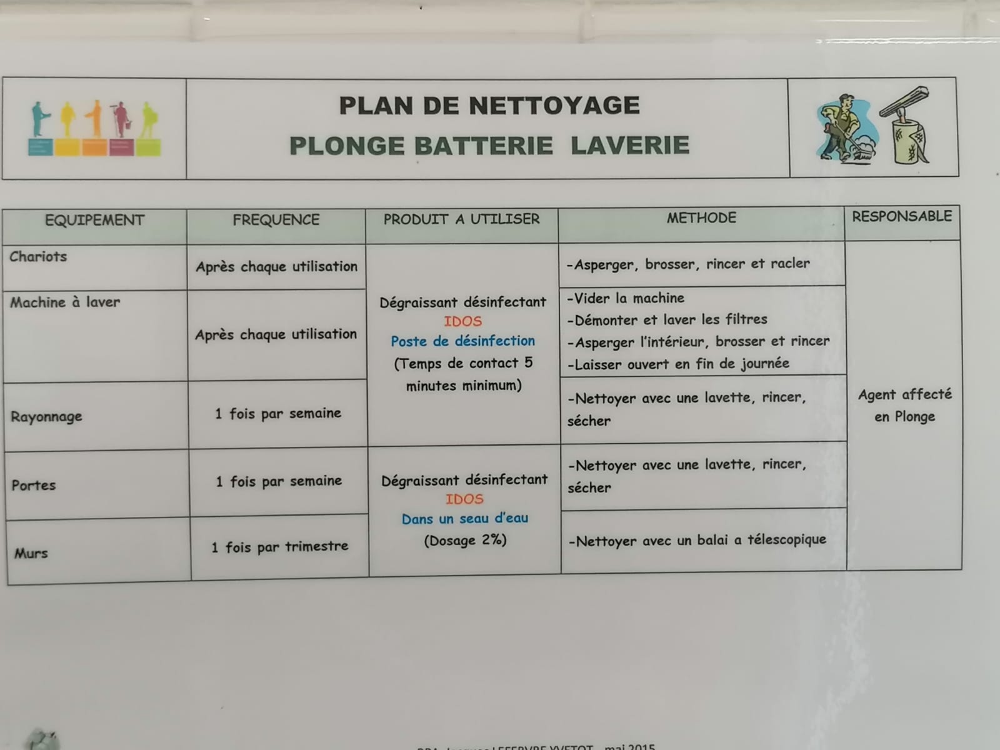 PLAN DE NETTOYAGE
PLONGE BATTERIE LAVERIE
EQUIPEMENT
FREQUENCE
PRODUIT A UTILISER
METHODE
RESPONSABLE
Chariots
Après chaque utilisation
-Asperger, brosser, rincer et racler
Machine à laver
Après chaque utilisation
-Vider la machine
-Démonter et laver les filtres
-Asperger l'intérieur, brosser et rincer
-Laisser ouvert en fin de journée
Dégraissant désinfectant
IDOS
Poste de désinfection
(Temps de contact 5
minutes minimum)
Rayonnage
1 fois par semaine
-Nettoyer avec une lavette, rincer,
sécher
Agent affecté
en Plonge
Portes
1 fois par semaine
Dégraissant désinfectant
IDOS
Dans un seau d'eau
(Dosage 2%)
-Nettoyer avec une lavette, rincer,
sécher
Murs
1 fois par trimestre
-Nettoyer avec un balai a télescopique
LEFEBVRE YVETOT mai 2015